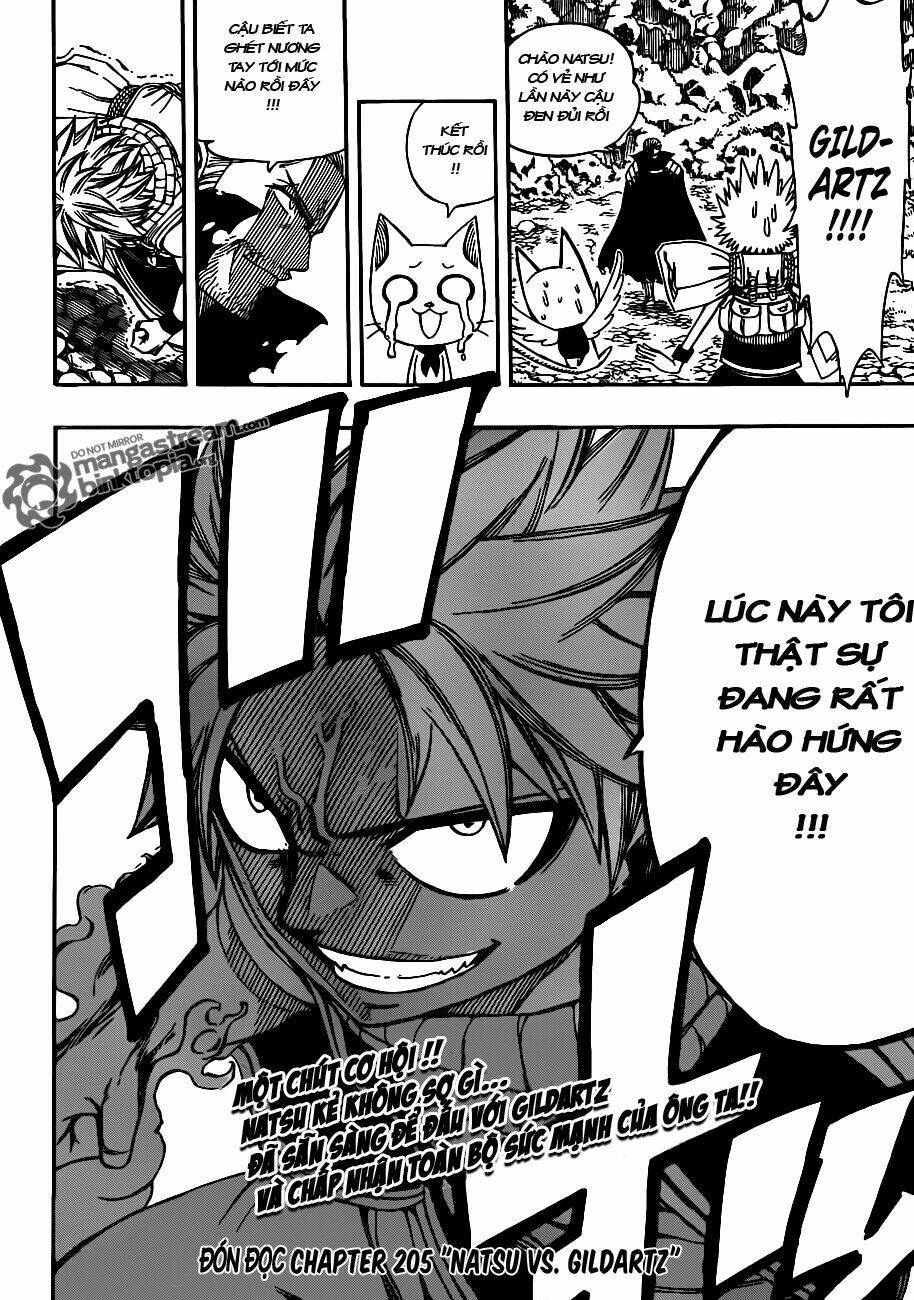 GILD-
ARTZ
!!!!
CHÀO NATSU!
CÓ VẺ NHƯ
LẦN NÀY CẬU
ĐEN ĐỦI RỒI
KẾT
THÚC RỒI
!!
CẬU BIẾT TA
GHÉT NƯƠNG
TAY TỚI MỨC
NÀO RỒI ĐẤY
!!!
DO NOT MIRROR
mangastream.com
binktopia.org
LÚC NÀY TÔI
THẬT SỰ
ĐANG RẤT
HÀO HỨNG
ĐÂY
!!!
MỘT CHÚT CƠ HỘI !!
NATSU KẺ KHÔNG SỢ GÌ...
ĐÃ SẴN SÀNG ĐỂ ĐẤU VỚI GILDARTZ
VÀ CHẤP NHẬN TOÀN BỘ SỨC MẠNH CỦA ÔNG TA!!
ĐÓN ĐỌC CHAPTER 205 "NATSU VS. GILDARTZ"